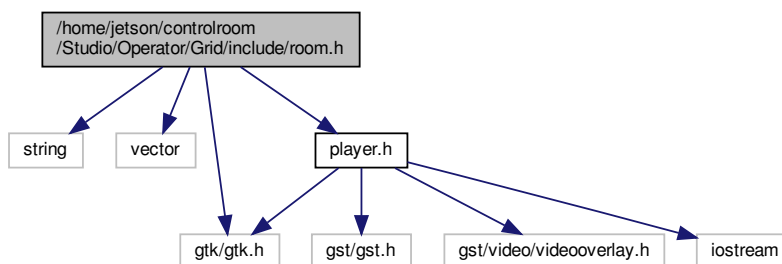 /home/jetson/controlroom
/Studio/Operator/Grid/include/room.h
string
vector
player.h
gtk/gtk.h
gst/gst.h
gst/video/videooverlay.h
iostream